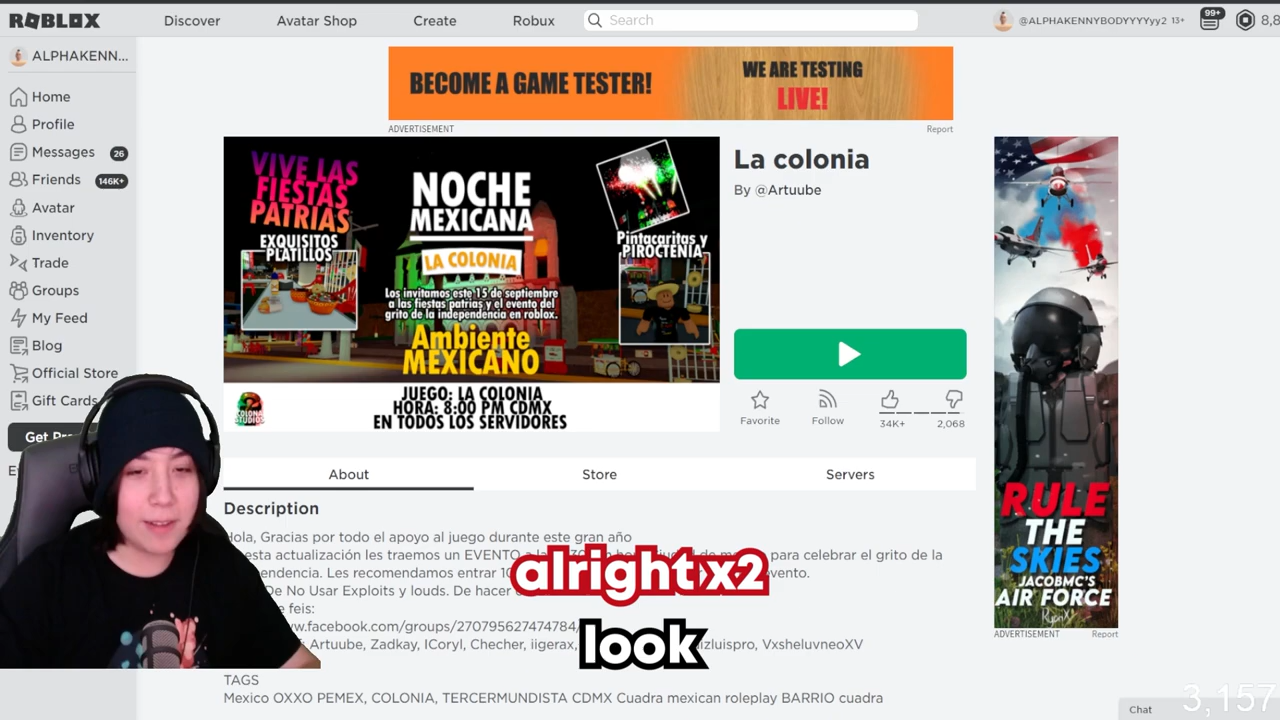 ROBLOX
Discover
Avatar Shop
Create
Robux
Search
@ALPHAKENNYBODYYYYyy2 13+
99+
8,8
ALPHAKENN...
Home
Profile
Messages 26
Friends 146K+
Avatar
Inventory
Trade
Groups
My Feed
Blog
Official Store
Gift Cards
BECOME A GAME TESTER!
WE ARE TESTING
LIVE!
ADVERTISEMENT
Report
VIVE LAS
FIESTAS
PATRIAS
EXQUISITOS
PLATILLOS
NOCHE
MEXICANA
LA COLONIA
Los invitamos este 15 de septiembre
a las fiestas patrias y el evento del
grito de la independencia en roblox.
Ambiente
MEXICANO
Pintacaritas y
PIROCTENIA
JUEGO: LA COLONIA
HORA: 8:00 PM CDMX
EN TODOS LOS SERVIDORES
La colonia
By @Artuube
Favorite
Follow
34K+
2,068
About
Store
Servers
Description
Hola, Gracias por todo el apoyo al juego durante este gran año
esta actualización les traemos un EVENTO a para celebrar el grito de la
Les recomendamos entrar
De No Usar Exploits y louds. De hacer
feis:
Artuube, Zadkay, ICoryl, Checher, VxsheluvneoXV
TAGS
Mexico OXXO PEMEX, COLONIA, TERCERMUNDISTA CDMX Cuadra mexican roleplay BARRIO cuadra
alright x2
look
RULE
THE
SKIES
JACOBMC'S
AIR FORCE
ADVERTISEMENT
Report
Chat
3,157